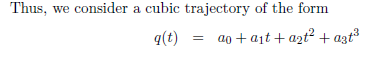 Thus, we consider a cubic trajectory of the form
q(t) = a₀ + a₁t + a₂t² + a₃t³